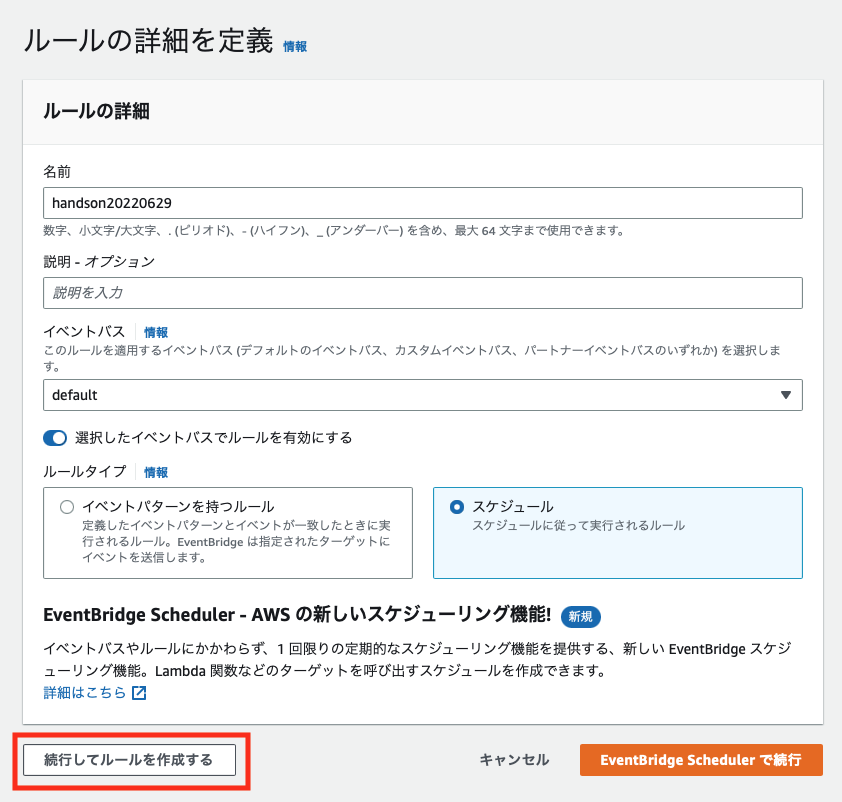 ルールの詳細を定義 情報
ルールの詳細
名前
handson20220629
数字、小文字/大文字、. (ピリオド)、- (ハイフン)、_ (アンダーバー) を含め、最大 64 文字まで使用できます。
説明 - オプション
説明を入力
イベントバス 情報
このルールを適用するイベントバス (デフォルトのイベントバス、カスタムイベントバス、パートナーイベントバスのいずれか) を選択しま
す。
default
選択したイベントバスでルールを有効にする
ルールタイプ 情報
イベントパターンを持つルール
定義したイベントパターンとイベントが一致したときに実
行されるルール。EventBridge は指定されたターゲットに
イベントを送信します。
スケジュール
スケジュールに従って実行されるルール
EventBridge Scheduler - AWS の新しいスケジューリング機能! 新規
イベントバスやルールにかかわらず、1 回限りの定期的なスケジューリング機能を提供する、新しい EventBridge スケジ
ューリング機能。Lambda 関数などのターゲットを呼び出すスケジュールを作成できます。
詳細はこちら
続行してルールを作成する
キャンセル
EventBridge Scheduler で続行